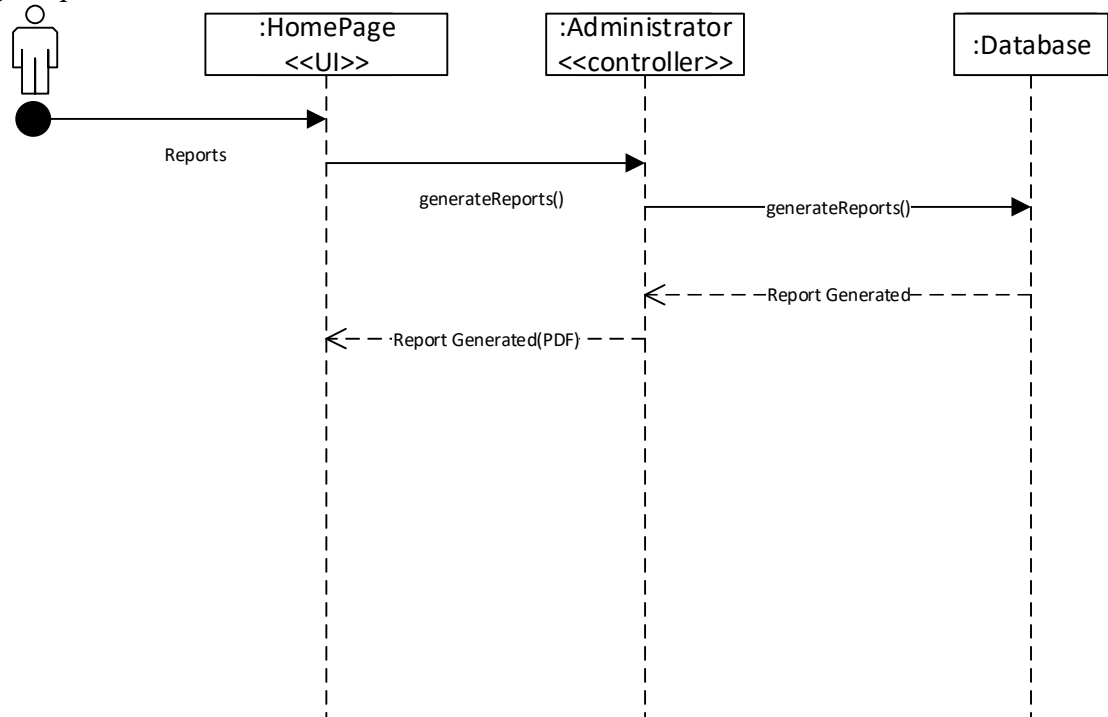 :HomePage
<<UI>>
:Administrator
<<controller>>
:Database
Reports
generateReports()
generateReports()
Report Generated
Report Generated(PDF)